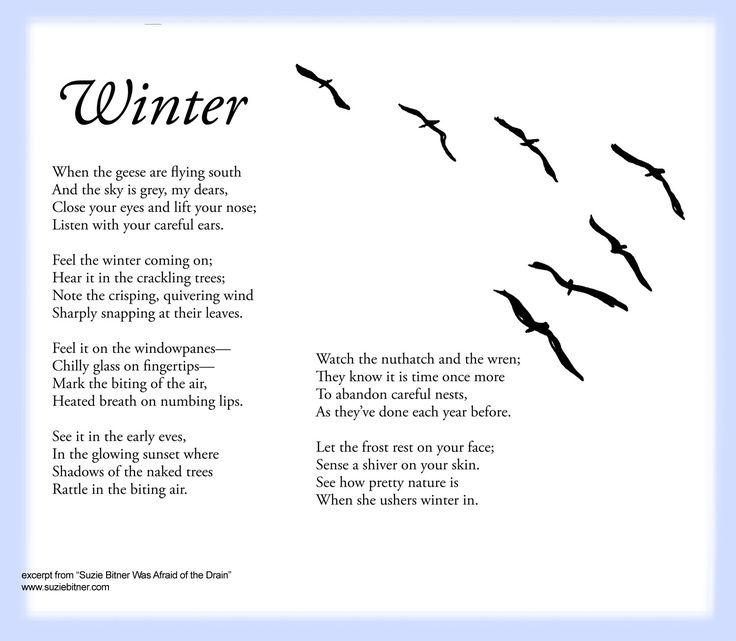 Winter
When the geese are flying south
And the sky is grey, my dears,
Close your eyes and lift your nose;
Listen with your careful ears.
Feel the winter coming on;
Hear it in the crackling trees;
Note the crisping, quivering wind
Sharply snapping at their leaves.
Feel it on the windowpanes—
Chilly glass on fingertips—
Mark the biting of the air,
Heated breath on numbing lips.
See it in the early eves,
In the glowing sunset where
Shadows of the naked trees
Rattle in the biting air.
Watch the nuthatch and the wren;
They know it is time once more
To abandon careful nests,
As they’ve done each year before.
Let the frost rest on your face;
Sense a shiver on your skin.
See how pretty nature is
When she ushers winter in.
excerpt from “Suzie Bitner Was Afraid of the Drain”
www.suziebitner.com